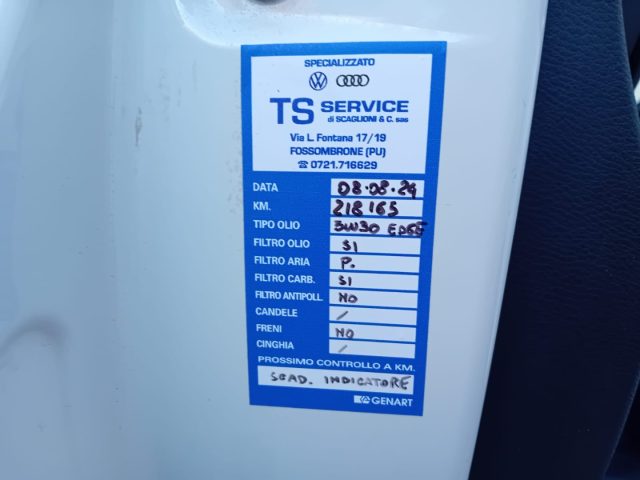 SPECIALIZZATO
TS SERVICE
di SCAGLIONI & C. sas
Via L. Fontana 17/19
FOSSOMBRONE (PU)
☎ 0721.716629
DATA 08.08.24
KM. 218165
TIPO OLIO 5W30 EDGE
FILTRO OLIO SI
FILTRO ARIA P.
FILTRO CARB. SI
FILTRO ANTIPOLL. NO
CANDELE /
FRENI NO
CINGHIA /
PROSSIMO CONTROLLO A KM.
SCAD. INDICATORE
GENART